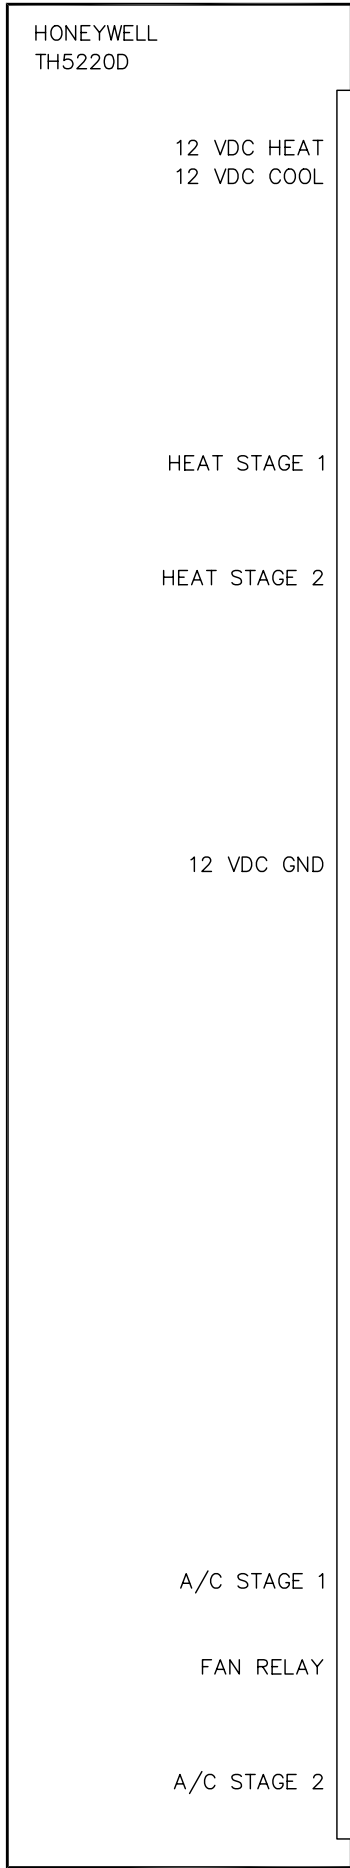 HONEYWELL
TH5220D
12 VDC HEAT
12 VDC COOL
HEAT STAGE 1
HEAT STAGE 2
12 VDC GND
A/C STAGE 1
FAN RELAY
A/C STAGE 2